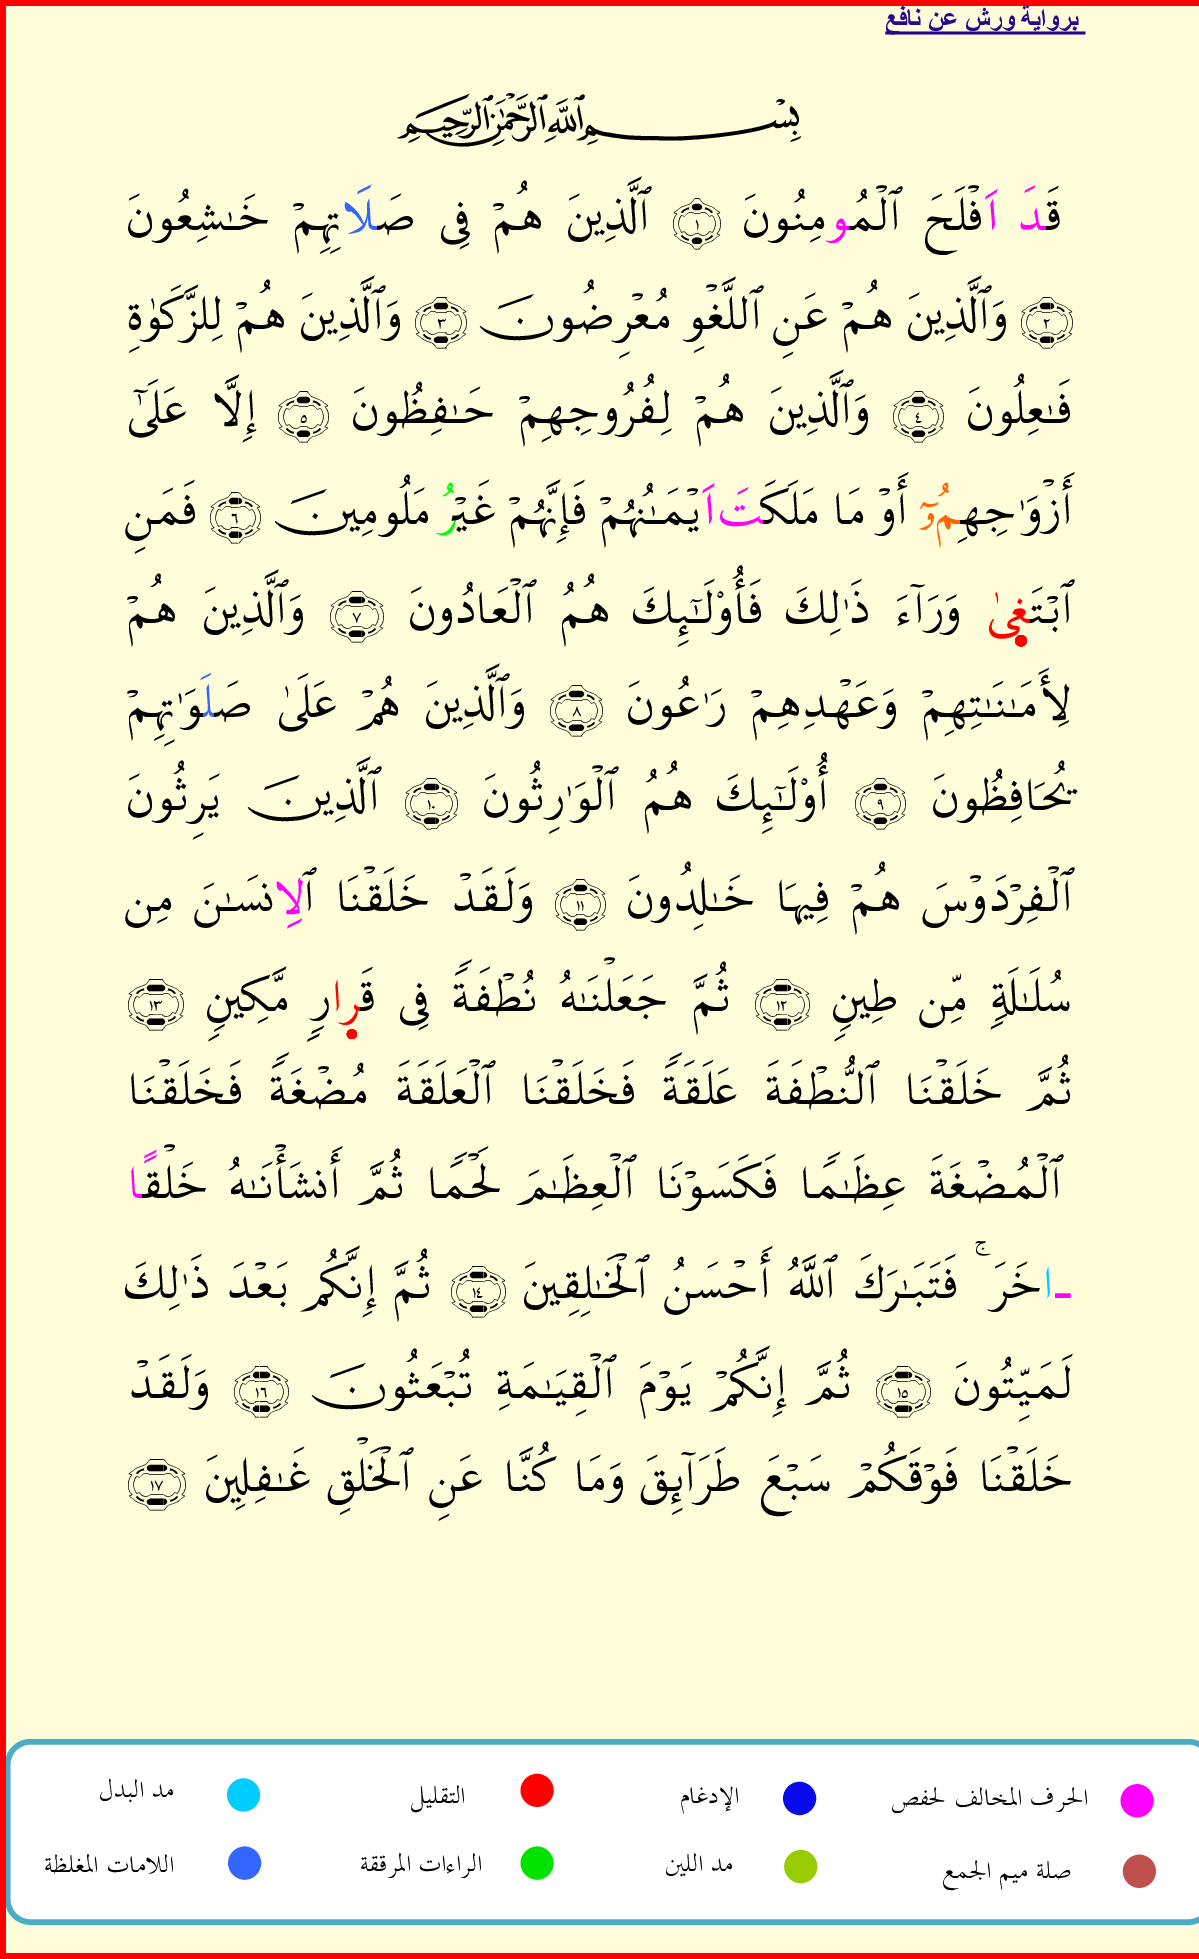 برواية ورش عن نافع
بِسْمِ اللَّهِ الرَّحْمَٰنِ الرَّحِيمِ
قَدَ اَفْلَحَ ٱلْمُومِنُونَ ١ ٱلَّذِينَ هُمْ فِى صَلَاتِهِمْ خَـٰشِعُونَ
٢ وَٱلَّذِينَ هُمْ عَنِ ٱللَّغْوِ مُعْرِضُونَ ٣ وَٱلَّذِينَ هُمْ لِلزَّكَوٰةِ
فَـٰعِلُونَ ٤ وَٱلَّذِينَ هُمْ لِفُرُوجِهِمْ حَـٰفِظُونَ ٥ إِلَّا عَلَىٰٓ
أَزْوَٰجِهِمُۥٓ أَوْ مَا مَلَكَتَ اَيْمَـٰنُهُمْ فَإِنَّهُمْ غَيْرُ مَلُومِينَ ٦ فَمَنِ
ٱبْتَغِىٰ وَرَآءَ ذَٰلِكَ فَأُوْلَـٰٓئِكَ هُمُ ٱلْعَادُونَ ٧ وَٱلَّذِينَ هُمْ
لِأَمَـٰنَـٰتِهِمْ وَعَهْدِهِمْ رَٰعُونَ ٨ وَٱلَّذِينَ هُمْ عَلَىٰ صَلَوَٰتِهِمْ
يُحَافِظُونَ ٩ أُوْلَـٰٓئِكَ هُمُ ٱلْوَٰرِثُونَ ١٠ ٱلَّذِينَ يَرِثُونَ
ٱلْفِرْدَوْسَ هُمْ فِيهَا خَـٰلِدُونَ ١١ وَلَقَدْ خَلَقْنَا ٱلِانسَـٰنَ مِن
سُلَـٰلَةٍ مِّن طِينٍ ١٢ ثُمَّ جَعَلْنَـٰهُ نُطْفَةً فِى قَرارٍ مَّكِينٍ ١٣
ثُمَّ خَلَقْنَا ٱلنُّطْفَةَ عَلَقَةً فَخَلَقْنَا ٱلْعَلَقَةَ مُضْغَةً فَخَلَقْنَا
ٱلْمُضْغَةَ عِظَـٰمًا فَكَسَوْنَا ٱلْعِظَـٰمَ لَحْمًا ثُمَّ أَنشَأْنَـٰهُ خَلْقًا
ـاخَرَ ۚ فَتَبَـٰرَكَ ٱللَّهُ أَحْسَنُ ٱلْخَـٰلِقِينَ ١٤ ثُمَّ إِنَّكُم بَعْدَ ذَٰلِكَ
لَمَيِّتُونَ ١٥ ثُمَّ إِنَّكُمْ يَوْمَ ٱلْقِيَـٰمَةِ تُبْعَثُونَ ١٦ وَلَقَدْ
خَلَقْنَا فَوْقَكُمْ سَبْعَ طَرَآئِقَ وَمَا كُنَّا عَنِ ٱلْخَلْقِ غَـٰفِلِينَ ١٧
الحرف المخالف لحفص الإدغام التقليل مد البدل
صلة ميم الجمع مد اللين الراءات المرققة اللامات المغلظة